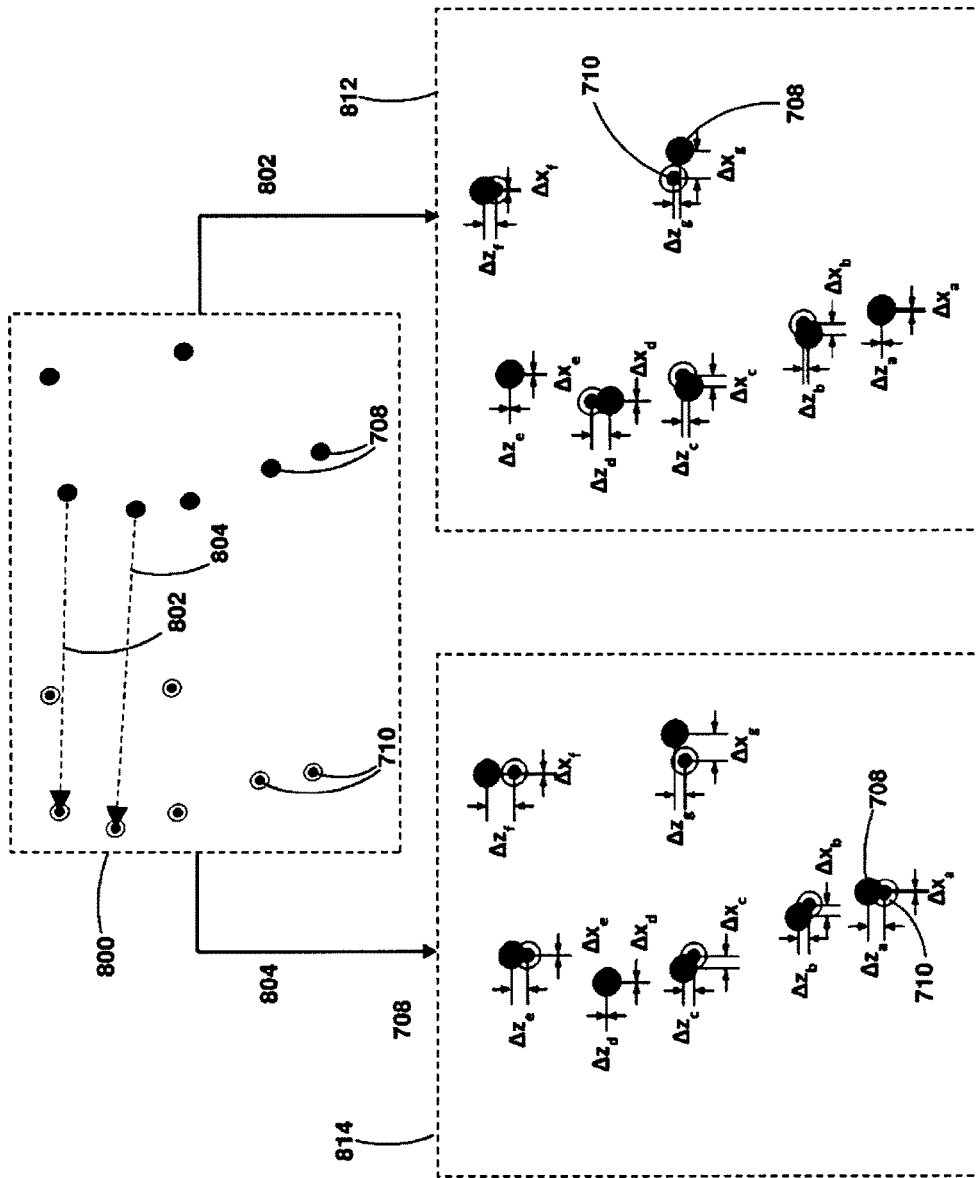 800
802
804
710
708
804
802
814
708
812
Δz_f
Δx_f
Δz_e
Δx_e
Δz_d
Δx_d
Δz_c
Δx_c
Δz_g
Δx_g
Δz_b
Δx_b
Δz_a
Δx_a
708
710
Δz_f
Δx_f
Δz_e
Δx_e
Δz_d
Δx_d
Δz_c
Δx_c
710
708
Δz_g
Δx_g
Δz_b
Δx_b
Δz_a
Δx_a